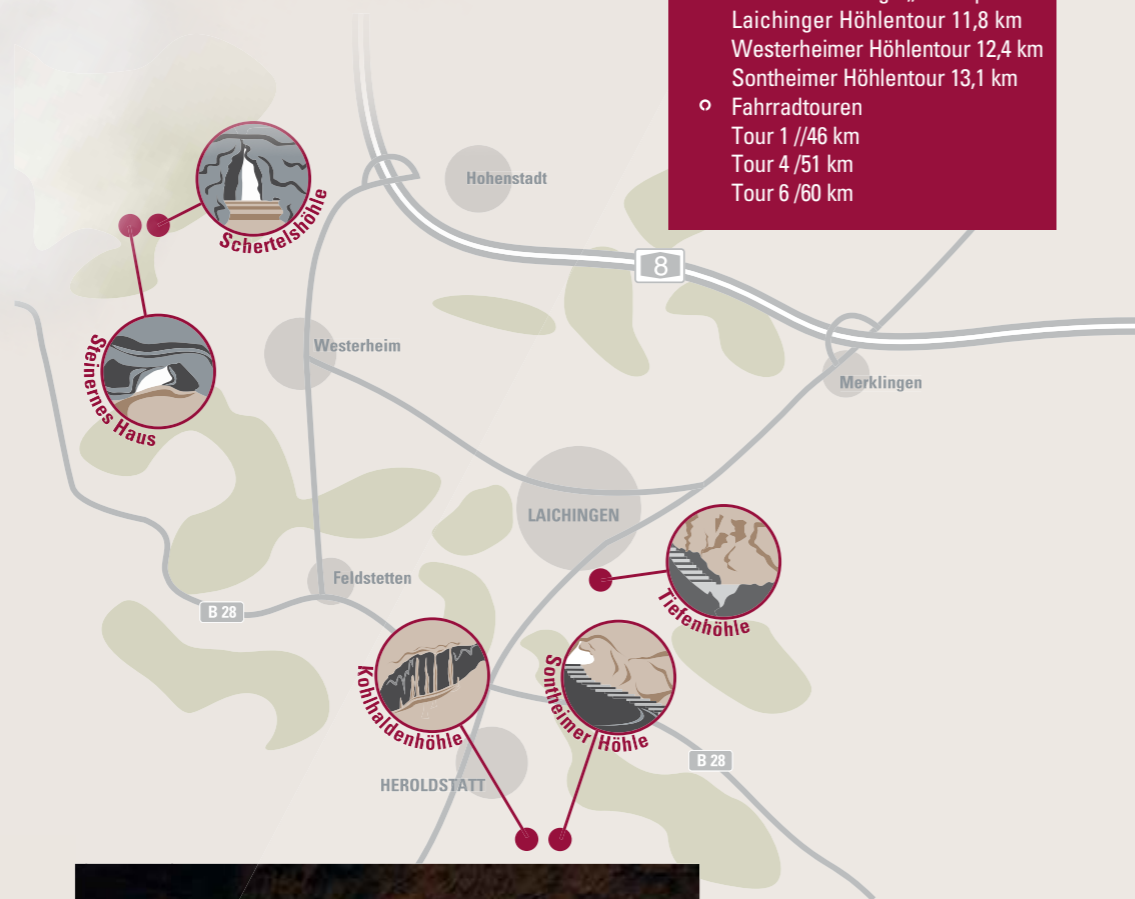 Laichinger Höhlentour 11,8 km
Westerheimer Höhlentour 12,4 km
Sontheimer Höhlentour 13,1 km
Fahrradtouren
Tour 1 //46 km
Tour 4 /51 km
Tour 6 /60 km
Hohenstadt
Schertelshöhle
8
Westerheim
Steinernes Haus
Merklingen
LAICHINGEN
Feldstetten
B 28
Tiefenhöhle
Kohlhaldenhöhle
Sontheimer Höhle
B 28
HEROLDSTATT